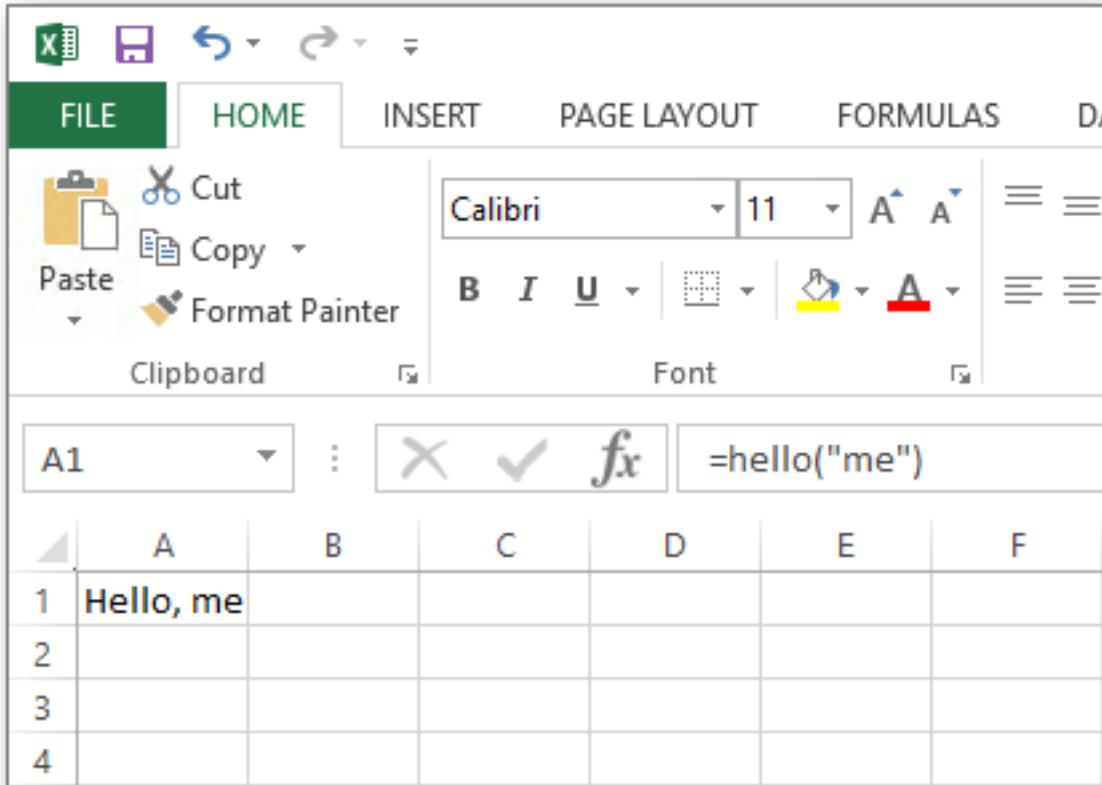 FILE HOME INSERT PAGE LAYOUT FORMULAS
Cut
Copy
Paste
Format Painter
Clipboard
Calibri 11 A A
B I U A
Font
A1 fx =hello("me")
A B C D E F
1 Hello, me
2
3
4